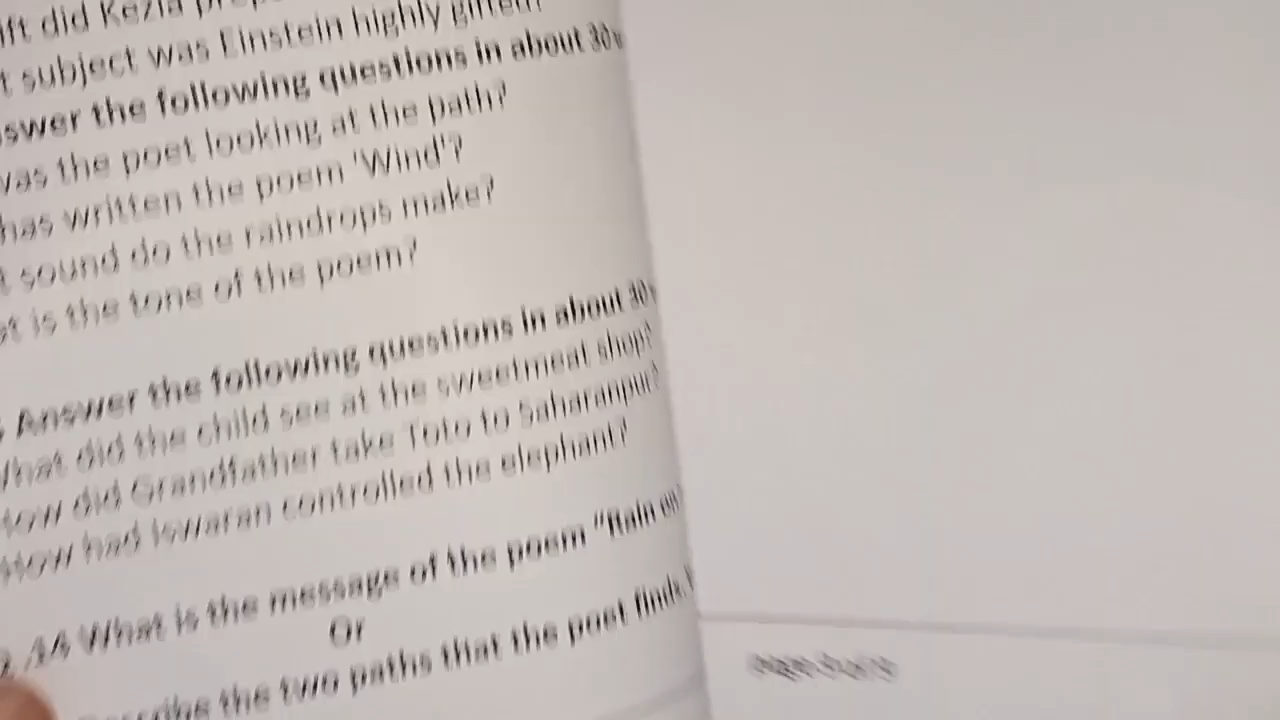 did Kezia
subject was Einstein highly gifted?
the following questions in about 30
was the poet looking at the path?
has written the poem 'Wind'?
sound do the raindrops make?
is the tone of the poem?
Answer the following questions in about 30
What did the child see at the sweetmeat shop?
How did Grandfather take Toto to Saharanpur?
How had Iswaran controlled the elephant?
What is the message of the poem "Rain on
Or
the two paths that the poet finds.